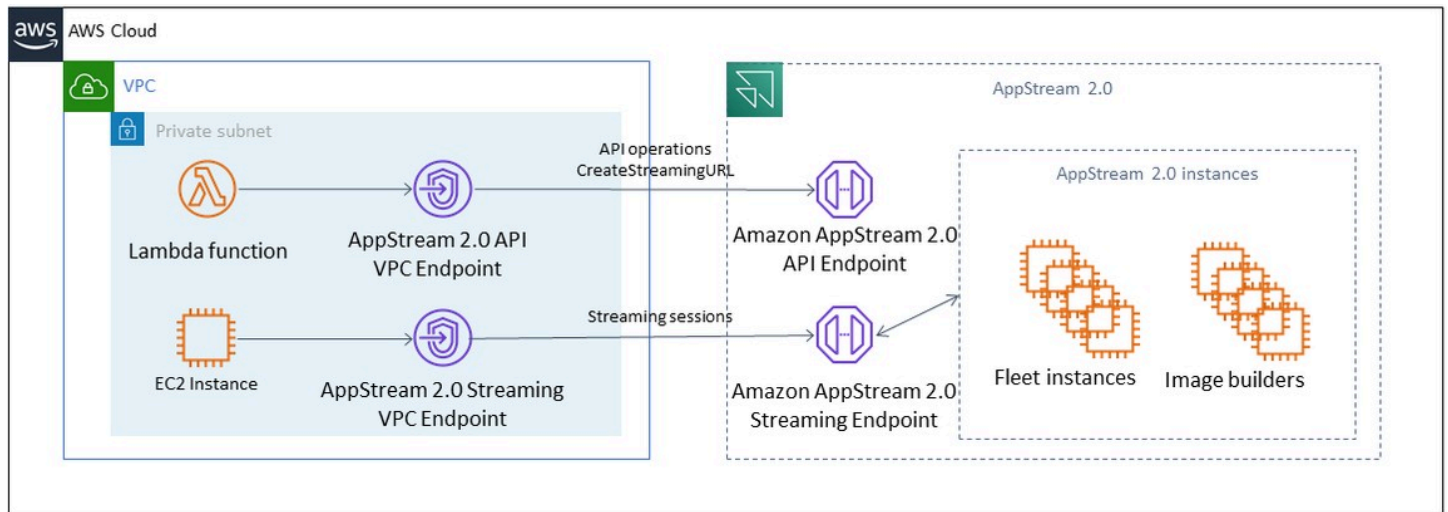 aws
AWS Cloud
VPC
Private subnet
Lambda function
AppStream 2.0 API
VPC Endpoint
EC2 Instance
AppStream 2.0 Streaming
VPC Endpoint
API operations
CreateStreamingURL
Streaming sessions
AppStream 2.0
Amazon AppStream 2.0
API Endpoint
Amazon AppStream 2.0
Streaming Endpoint
AppStream 2.0 instances
Fleet instances
Image builders